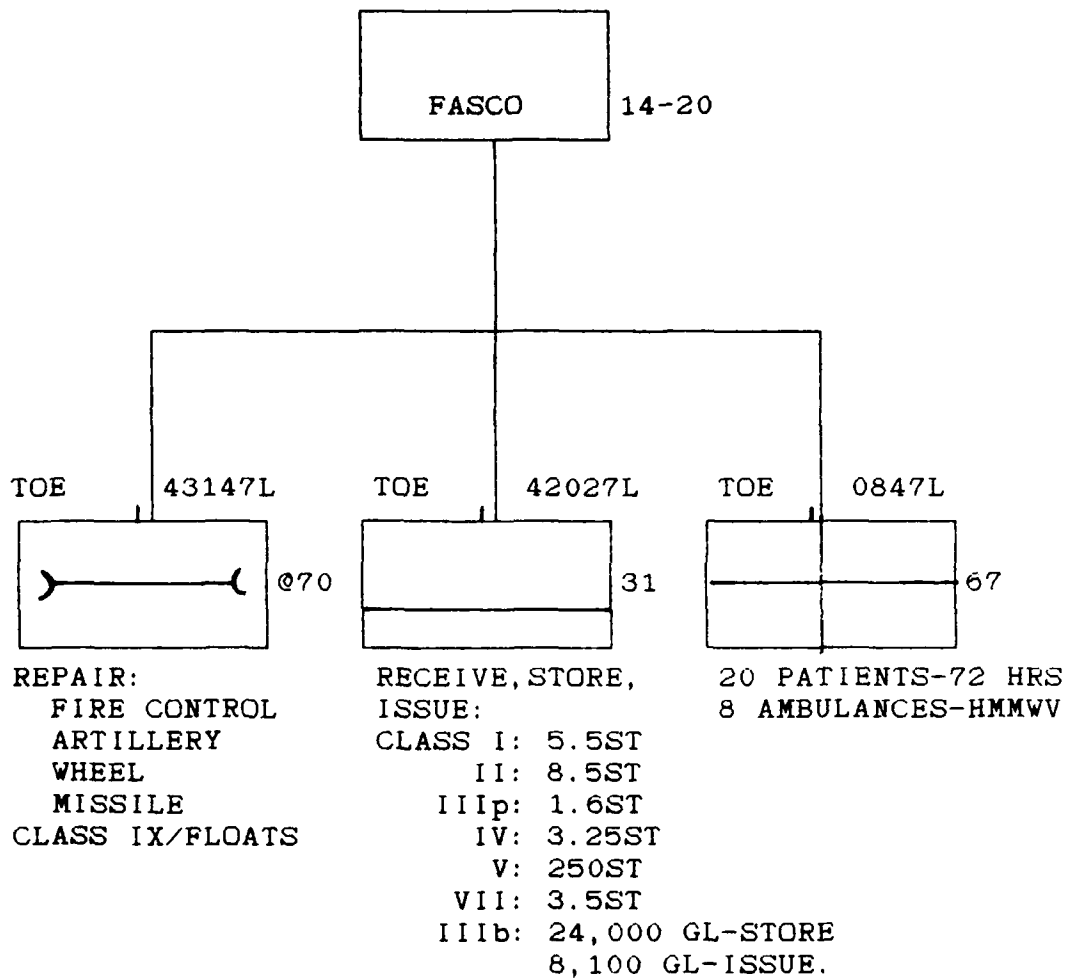 FASCO 14-20
TOE 43147L TOE 42027L TOE 0847L
@70 31 67
REPAIR:
FIRE CONTROL
ARTILLERY
WHEEL
MISSILE
CLASS IX/FLOATS
RECEIVE,STORE,
ISSUE:
CLASS I: 5.5ST
II: 8.5ST
IIIp: 1.6ST
IV: 3.25ST
V: 250ST
VII: 3.5ST
IIIb: 24,000 GL-STORE
8,100 GL-ISSUE.
20 PATIENTS-72 HRS
8 AMBULANCES-HMMWV